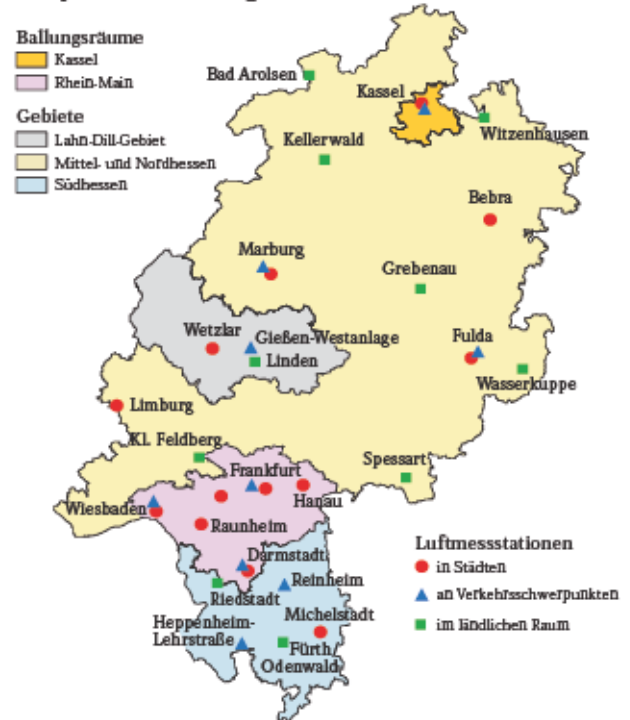 Ballungsräume
Kassel
Rhein-Main
Gebiete
Lahn-Dill-Gebiet
Mittel- und Nordhessen
Südhessen
Bad Arolsen
Kassel
Witzenhausen
Kellerwald
Bebra
Marburg
Grebenau
Wetzlar
Gießen-Westanlage
Linden
Fulda
Wasserkuppe
Limburg
Kl. Feldberg
Spessart
Frankfurt
Hanau
Wiesbaden
Raunheim
Darmstadt
Reinheim
Riedstadt
Michelstadt
Heppenheim-
Lehrstraße
Fürth
Odenwald
Luftmessstationen
in Städten
an Verkehrsschwerpunkten
im ländlichen Raum